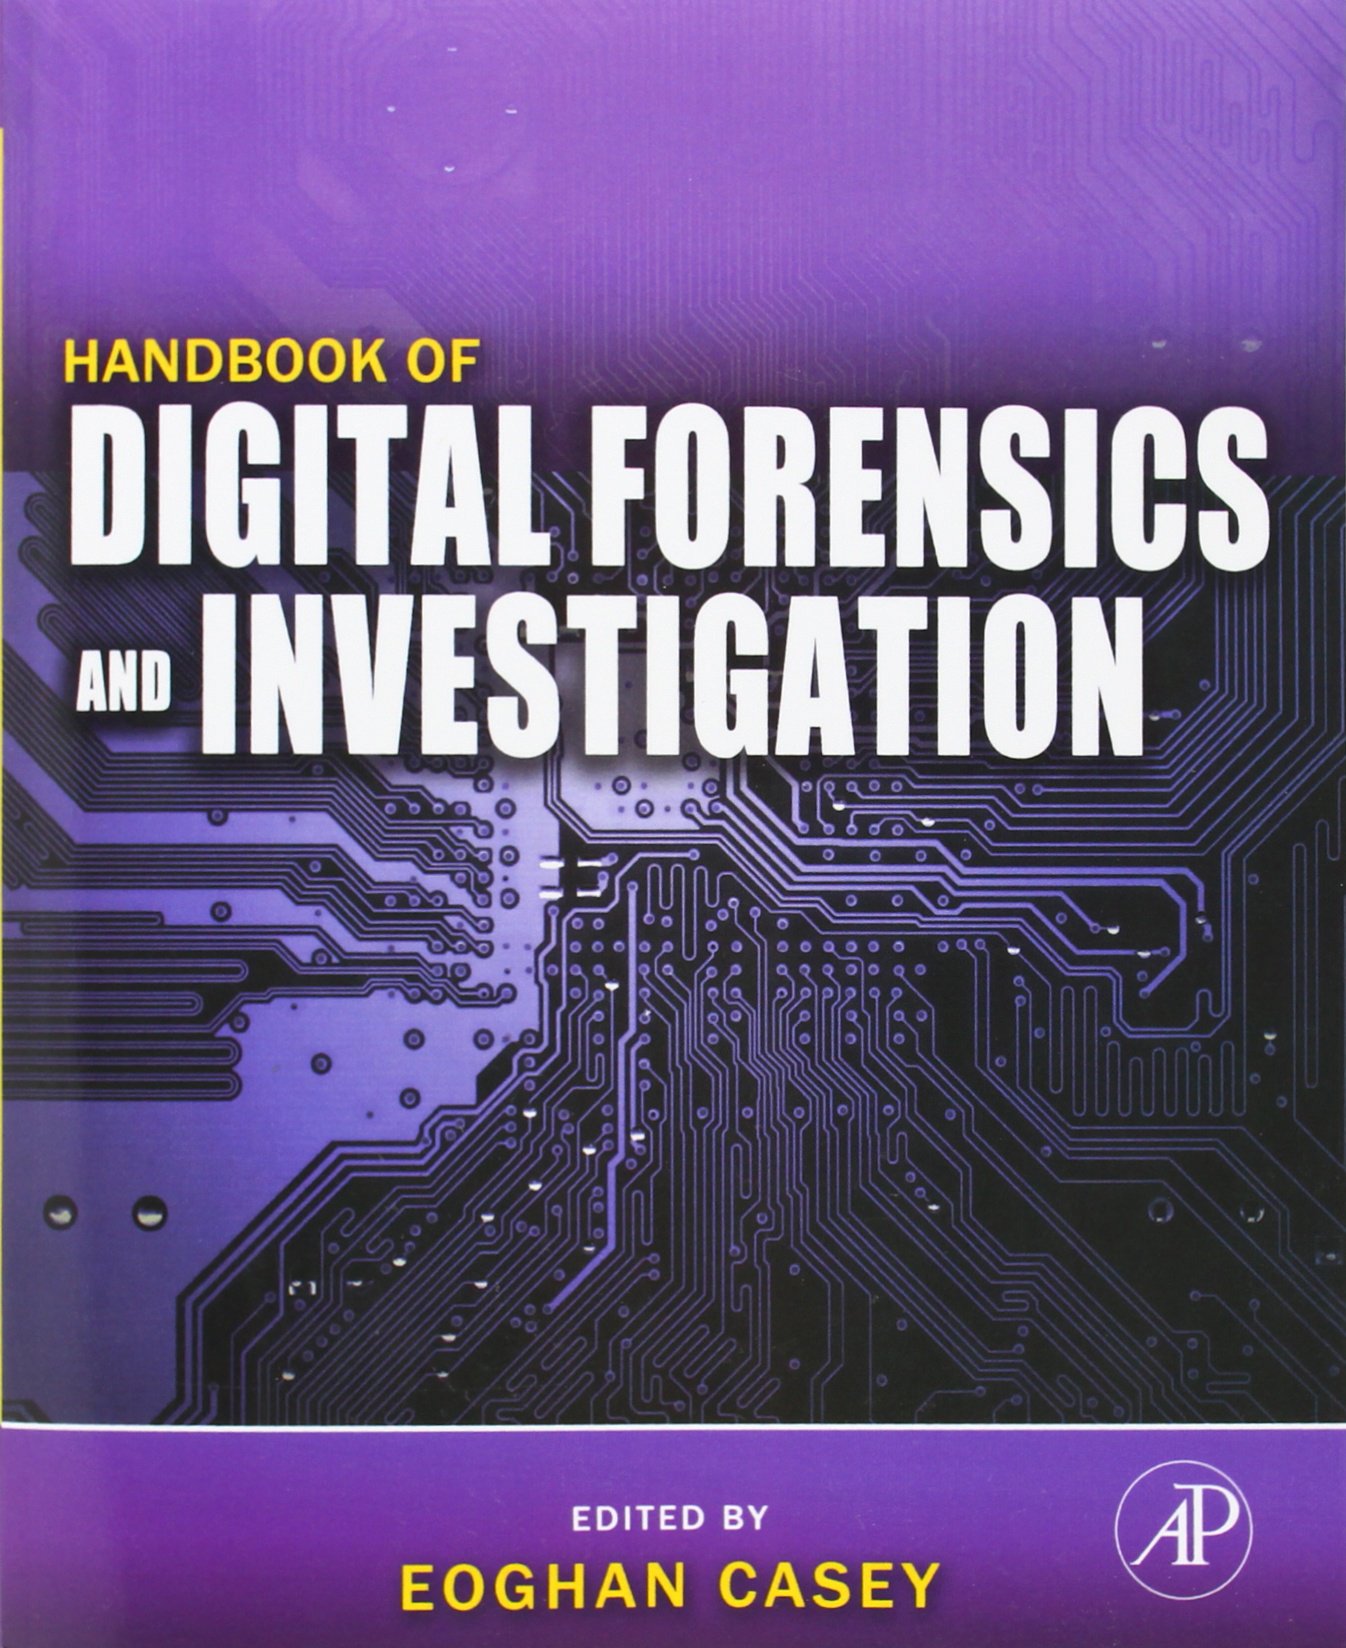 HANDBOOK OF
DIGITAL FORENSICS
AND INVESTIGATION
EDITED BY
EOGHAN CASEY
AP